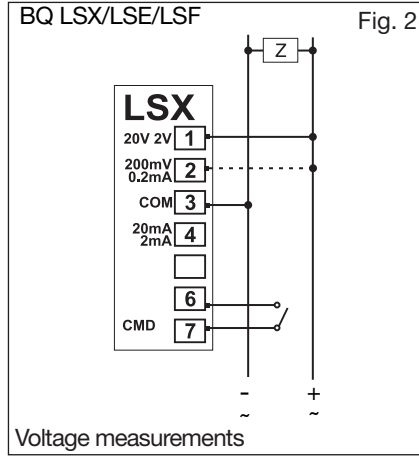 BQ LSX/LSE/LSF
Fig. 2
Z
LSX
20V 2V 1
200mV
0.2mA 2
COM 3
20mA
2mA 4
6
CMD 7
- +
~ ~
Voltage measurements